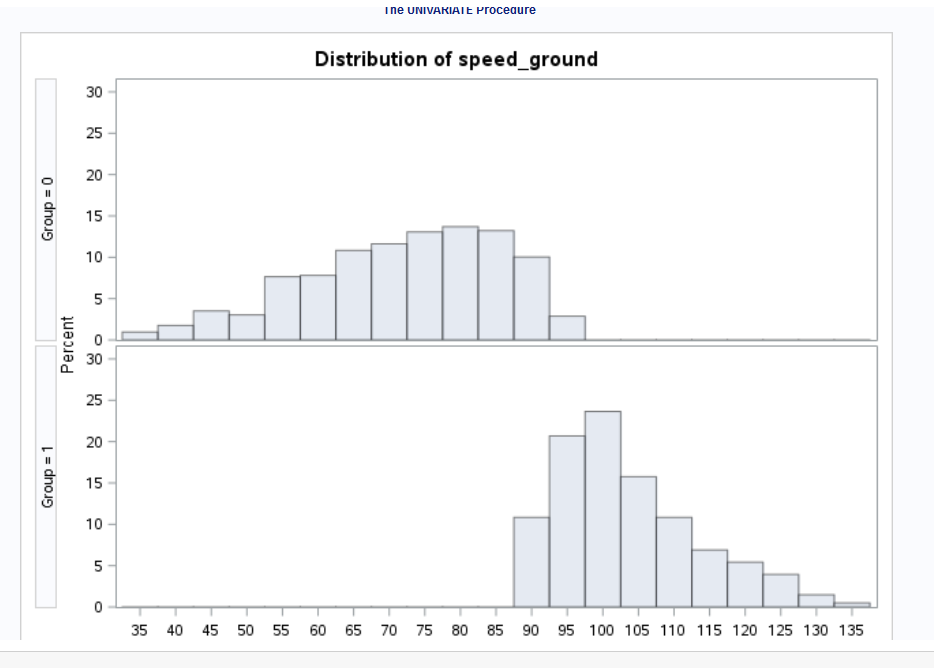 The UNIVARIATE Procedure
Distribution of speed_ground
Group = 0
30
25
20
15
10
5
0
Percent
Group = 1
30
25
20
15
10
5
0
35 40 45 50 55 60 65 70 75 80 85 90 95 100 105 110 115 120 125 130 135